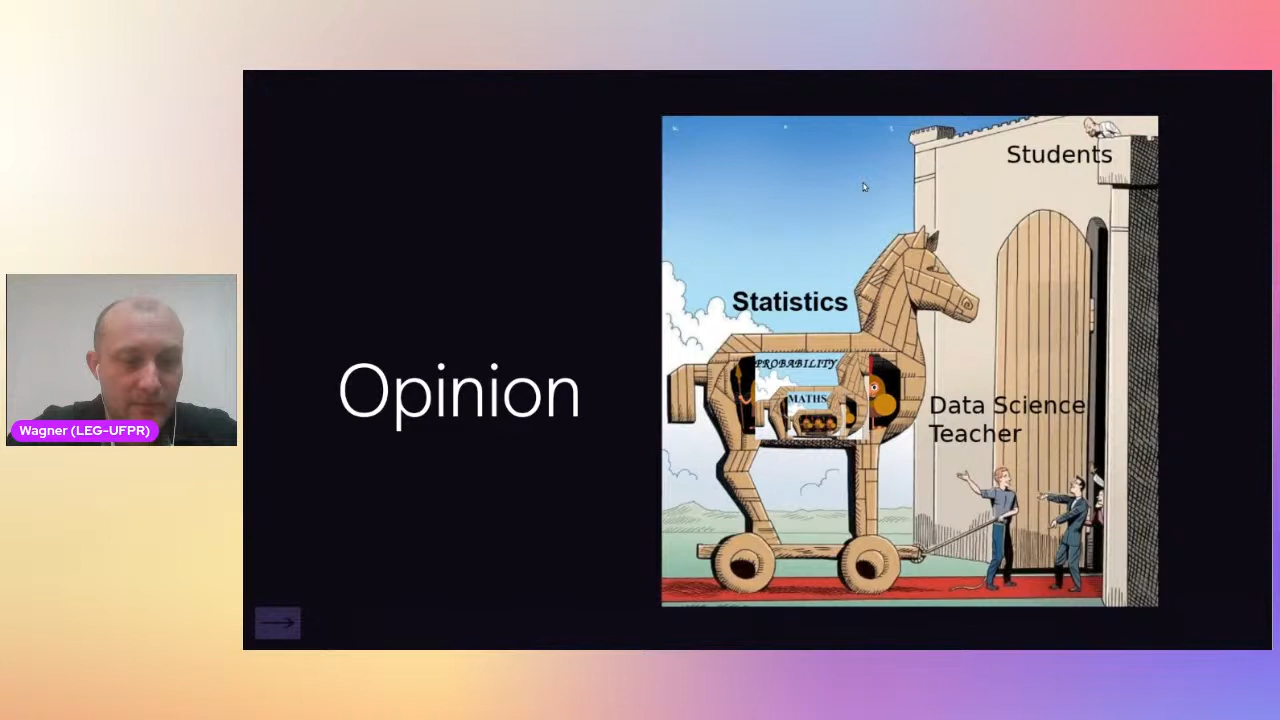 Students
Statistics
PROBABILITY
MATHS
Opinion
Data Science
Teacher
Wagner (LEG-UFPR)